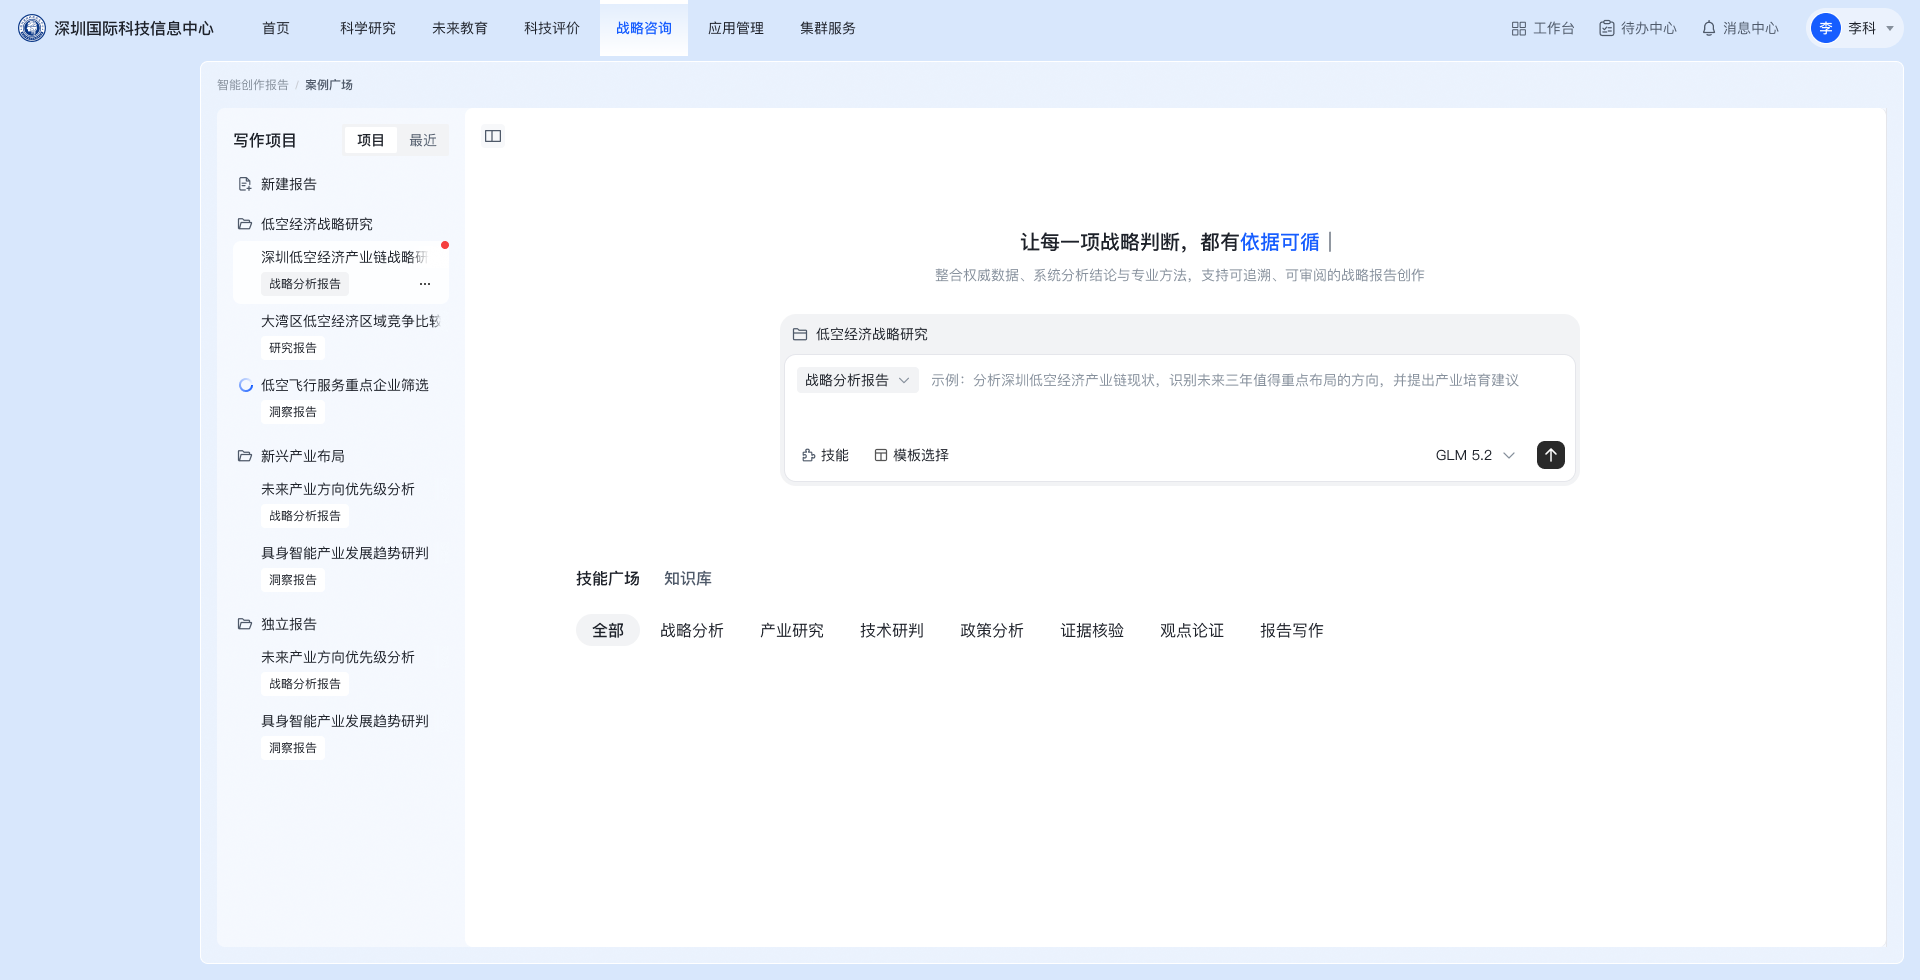 深圳国际科技信息中心
首页
科学研究
未来教育
科技评价
战略咨询
应用管理
集群服务
工作台
待办中心
消息中心
李
李科
智能创作报告 / 案例广场
写作项目
项目
最近
新建报告
低空经济战略研究
深圳低空经济产业链战略研
战略分析报告
...
大湾区低空经济区域竞争比较
研究报告
低空飞行服务重点企业筛选
洞察报告
新兴产业布局
未来产业方向优先级分析
战略分析报告
具身智能产业发展趋势研判
洞察报告
独立报告
未来产业方向优先级分析
战略分析报告
具身智能产业发展趋势研判
洞察报告
让每一项战略判断，都有依据可循
整合权威数据、系统分析结论与专业方法，支持可追溯、可审阅的战略报告创作
低空经济战略研究
战略分析报告
示例：分析深圳低空经济产业链现状，识别未来三年值得重点布局的方向，并提出产业培育建议
技能
模板选择
GLM 5.2
技能广场
知识库
全部
战略分析
产业研究
技术研判
政策分析
证据核验
观点论证
报告写作